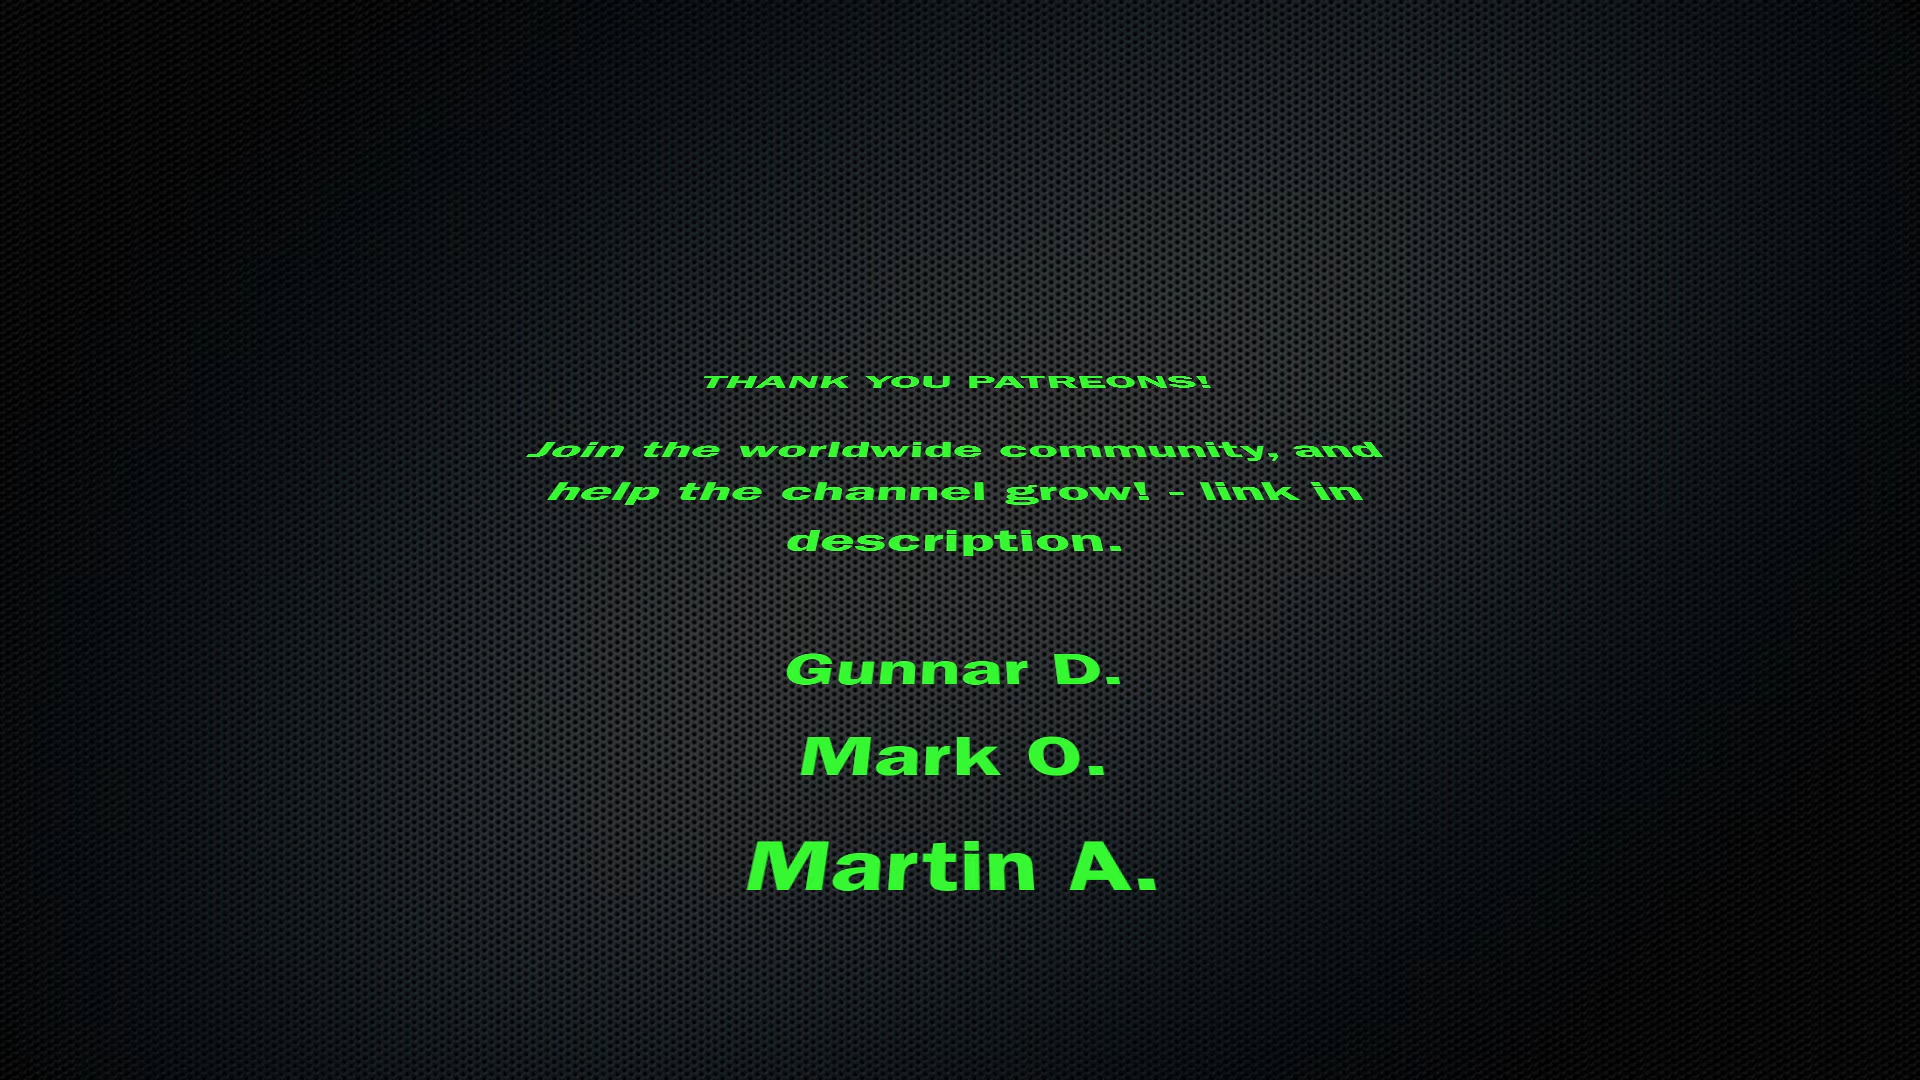 THANK YOU PATREONS!
Join the worldwide community, and
help the channel grow! - link in
description.
Gunnar D.
Mark O.
Martin A.